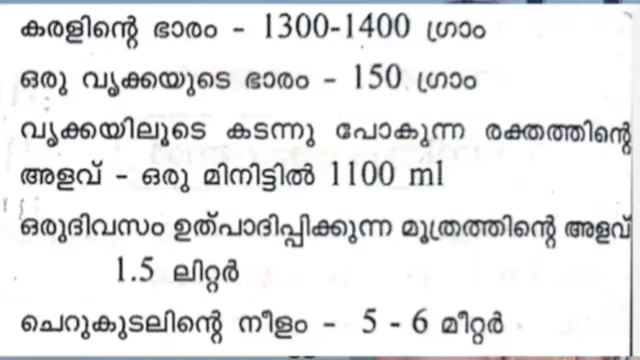 കരളിന്റെ ഭാരം - 1300-1400 ഗ്രാം
ഒരു വൃക്കയുടെ ഭാരം - 150 ഗ്രാം
വൃക്കയിലൂടെ കടന്നു പോകുന്ന രക്തത്തിന്റെ
അളവ് - ഒരു മിനിട്ടിൽ 1100 ml
ഒരുദിവസം ഉത്പാദിപ്പിക്കുന്ന മൂത്രത്തിന്റെ അളവ്
1.5 ലിറ്റർ
ചെറുകുടലിന്റെ നീളം - 5 - 6 മീറ്റർ